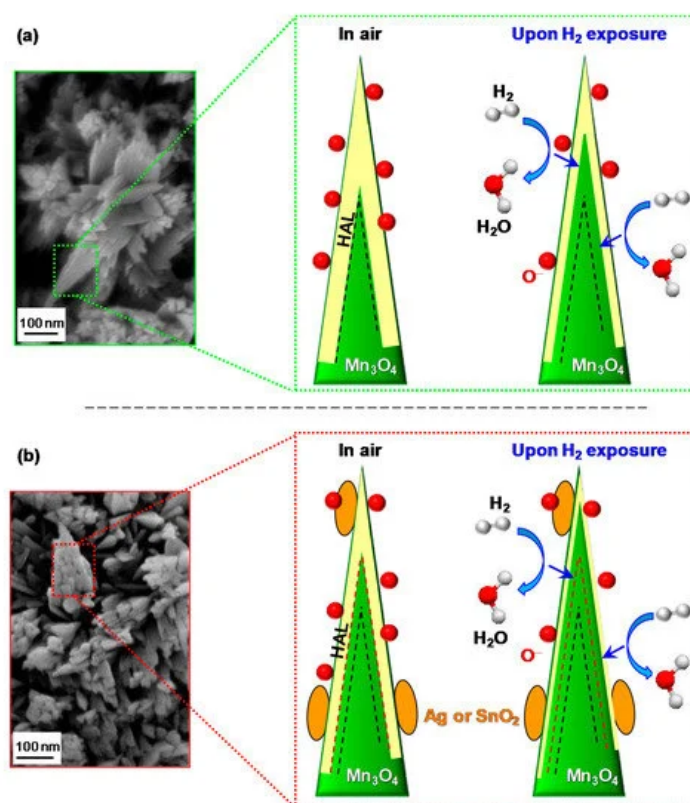 (a)
In air
Upon H₂ exposure
H₂
H₂O
HAL
O⁻
100 nm
Mn₃O₄
Mn₃O₄
(b)
In air
Upon H₂ exposure
H₂
H₂O
HAL
O⁻
Ag or SnO₂
100 nm
Mn₃O₄
Mn₃O₄